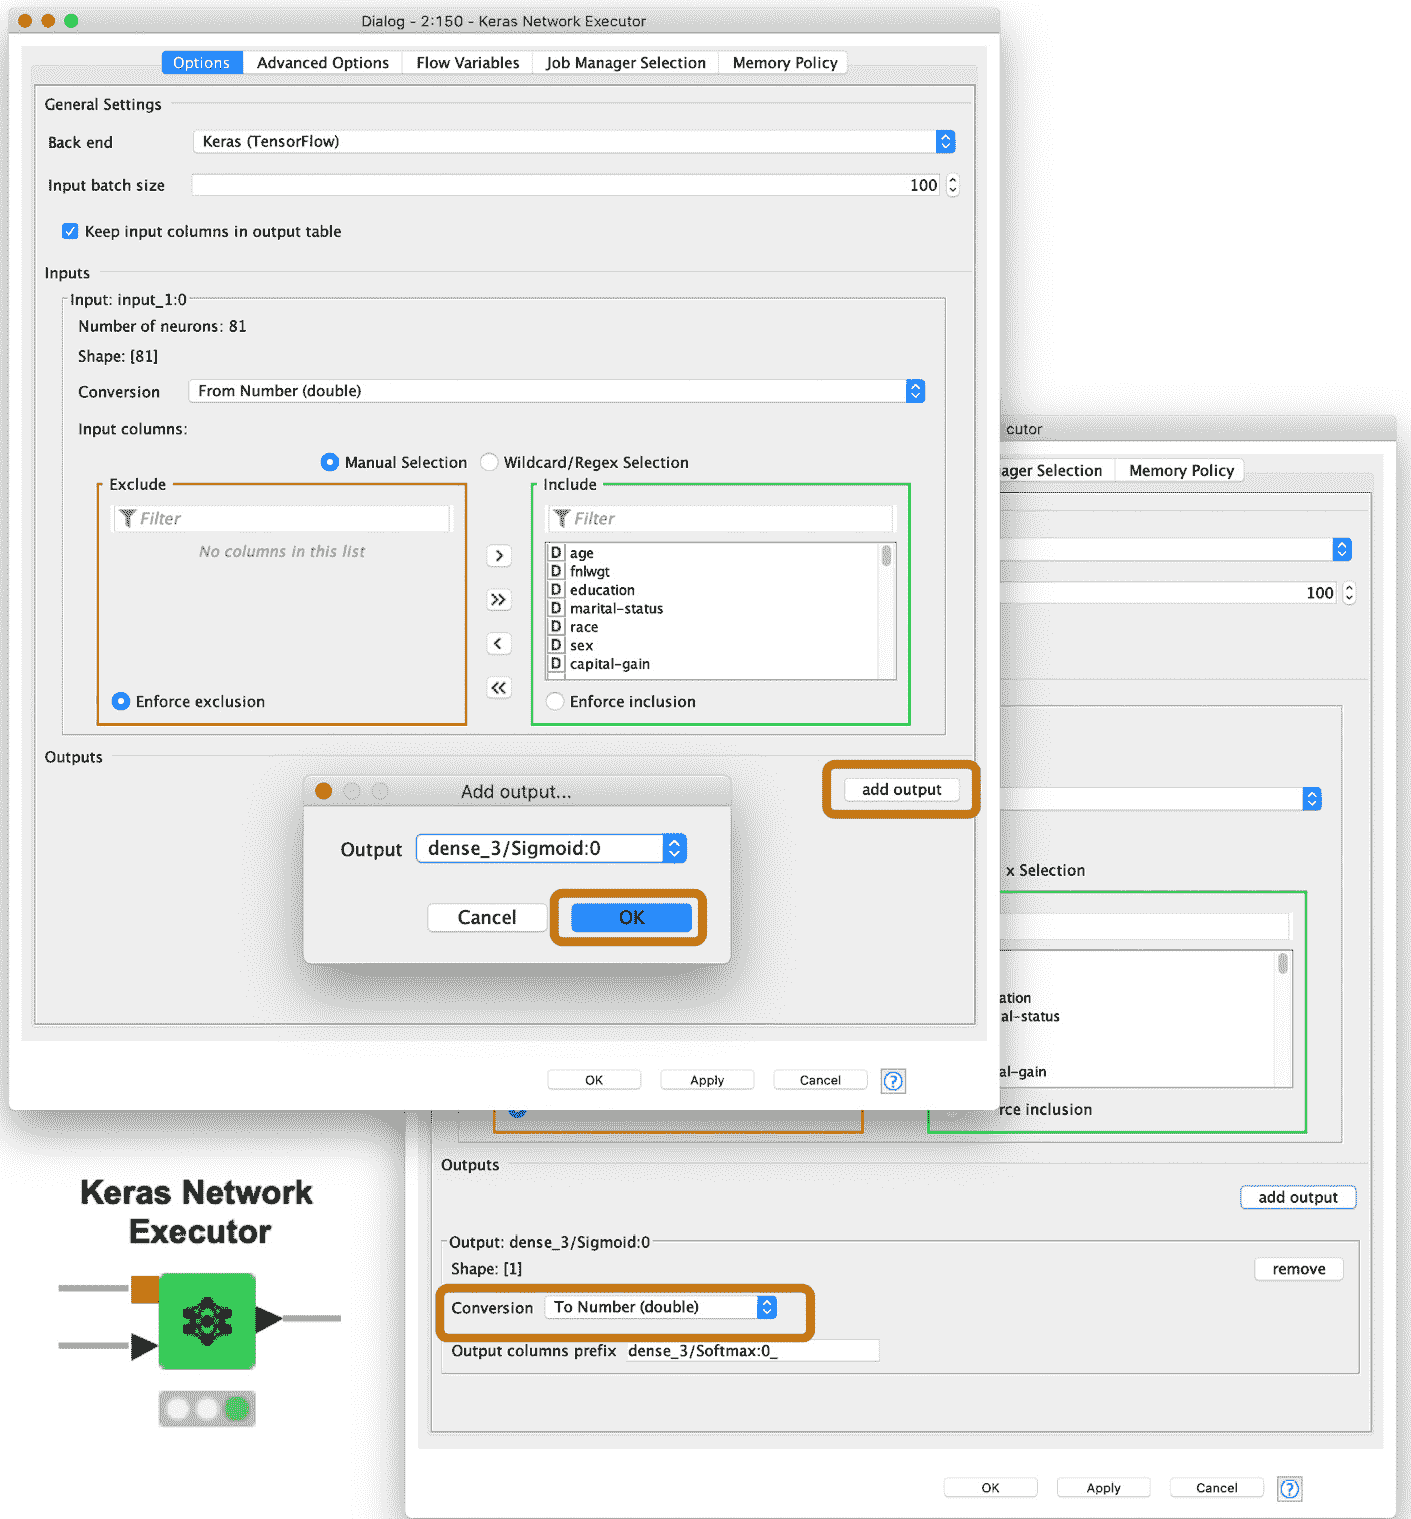 Dialog - 2:150 - Keras Network Executor
Options Advanced Options Flow Variables Job Manager Selection Memory Policy
General Settings
Back end Keras (TensorFlow)
Input batch size 100
Keep input columns in output table
Inputs
Input: input_1:0
Number of neurons: 81
Shape: [81]
Conversion From Number (double)
Input columns:
Manual Selection Wildcard/Regex Selection
Exclude
Filter
No columns in this list
Enforce exclusion
> 
>>
<
<<
Include
Filter
D age
D fnlwgt
D education
D marital-status
D race
D sex
D capital-gain
Enforce inclusion
Outputs
add output
Add output...
Output dense_3/Sigmoid:0
Cancel OK
OK Apply Cancel ?
cutor
ager Selection Memory Policy
100
x Selection
ation
al-status
al-gain
rce inclusion
Outputs
add output
Output: dense_3/Sigmoid:0
Shape: [1]
remove
Conversion To Number (double)
Output columns prefix dense_3/Softmax:0_
OK Apply Cancel ?
Keras Network
Executor